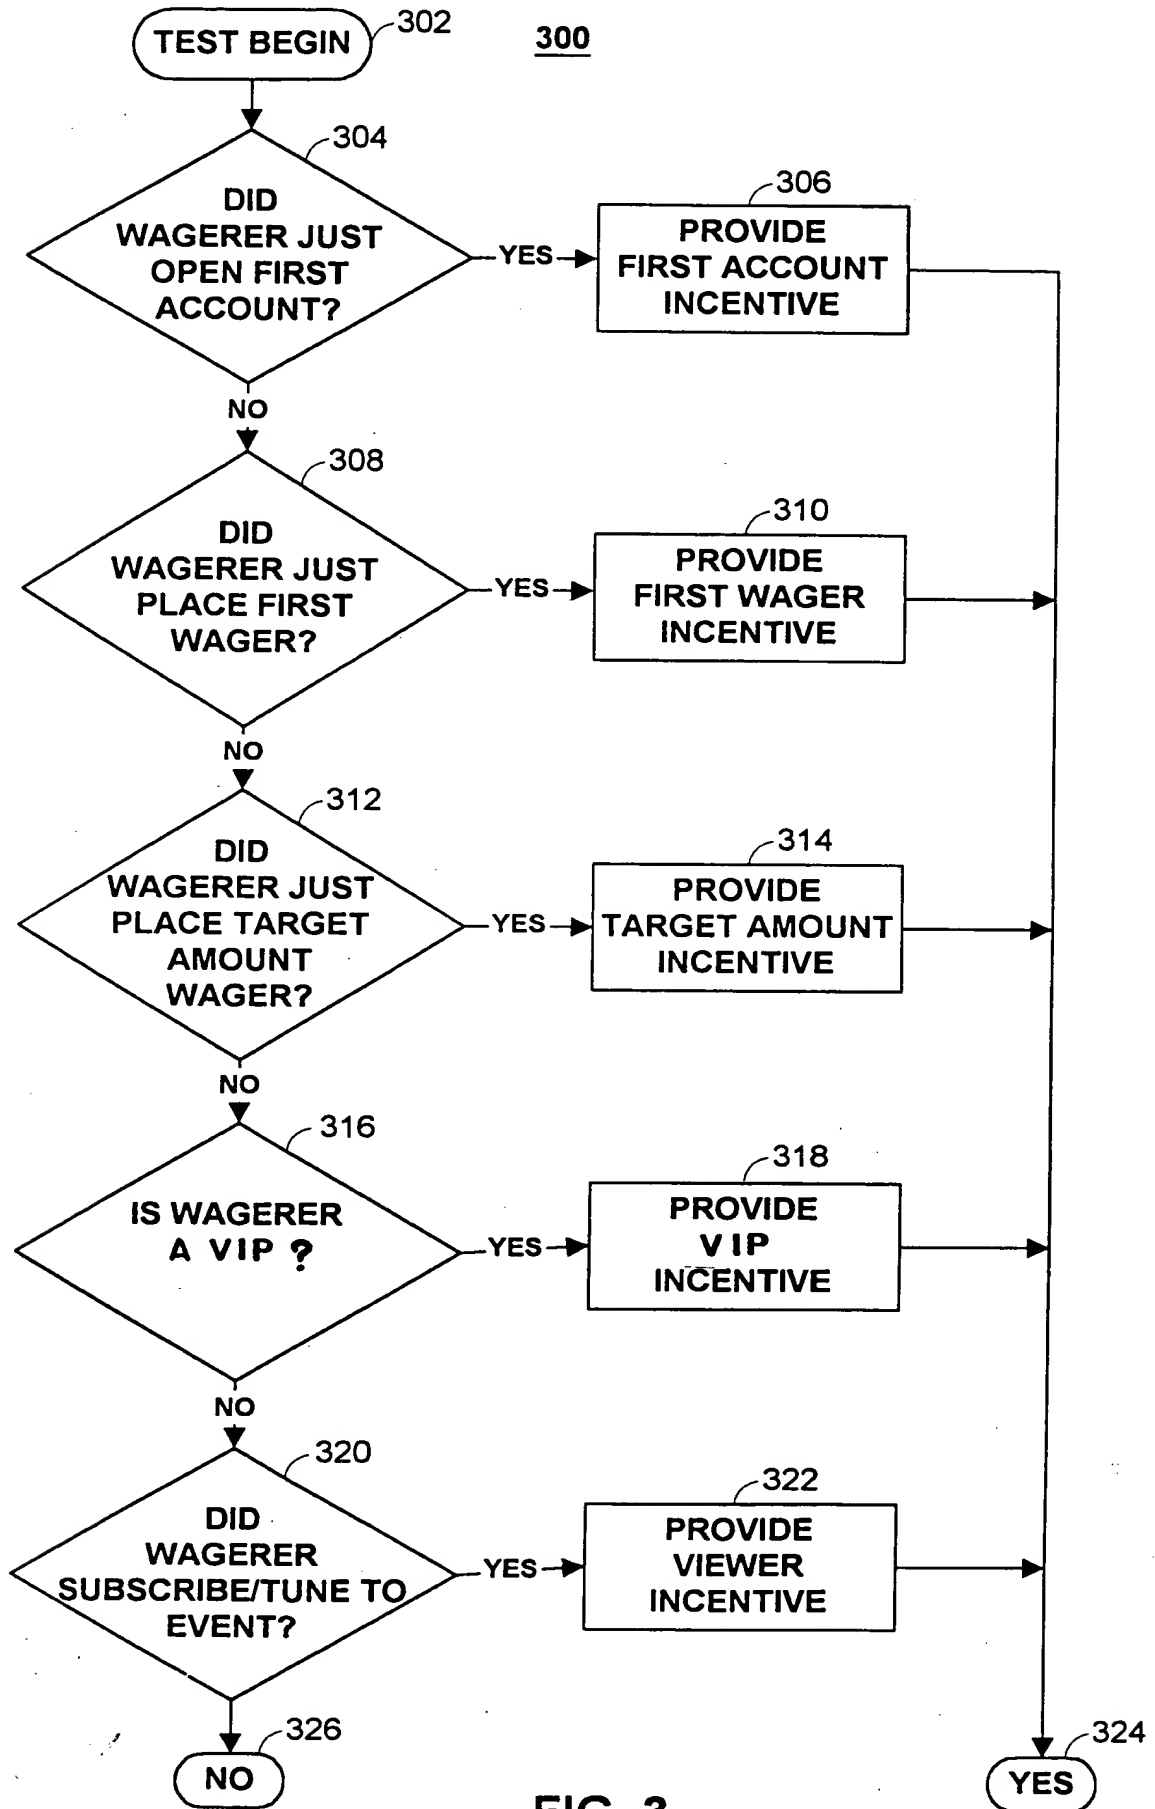 TEST BEGIN
302
300
304
DID
WAGERER JUST
OPEN FIRST
ACCOUNT?
YES
306
PROVIDE
FIRST ACCOUNT
INCENTIVE
NO
308
DID
WAGERER JUST
PLACE FIRST
WAGER?
YES
310
PROVIDE
FIRST WAGER
INCENTIVE
NO
312
DID
WAGERER JUST
PLACE TARGET
AMOUNT
WAGER?
YES
314
PROVIDE
TARGET AMOUNT
INCENTIVE
NO
316
IS WAGERER
A VIP ?
YES
318
PROVIDE
VIP
INCENTIVE
NO
320
DID
WAGERER
SUBSCRIBE/TUNE TO
EVENT?
YES
322
PROVIDE
VIEWER
INCENTIVE
326
NO
324
YES
FIG. 3